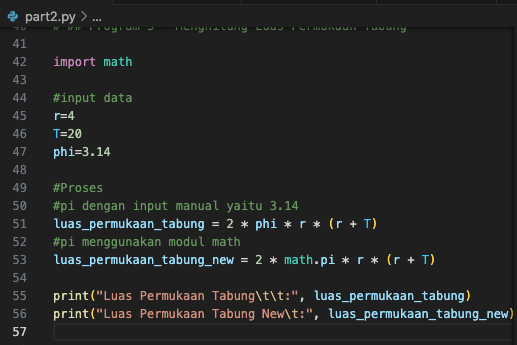 part2.py > ...
40 # ## Program 3 - Menghitung Luas Permukaan Tabung
41
42 import math
43
44 #input data
45 r=4
46 T=20
47 phi=3.14
48
49 #Proses
50 #pi dengan input manual yaitu 3.14
51 luas_permukaan_tabung = 2 * phi * r * (r + T)
52 #pi menggunakan modul math
53 luas_permukaan_tabung_new = 2 * math.pi * r * (r + T)
54
55 print("Luas Permukaan Tabung\t\t:", luas_permukaan_tabung)
56 print("Luas Permukaan Tabung New\t:", luas_permukaan_tabung_new)
57